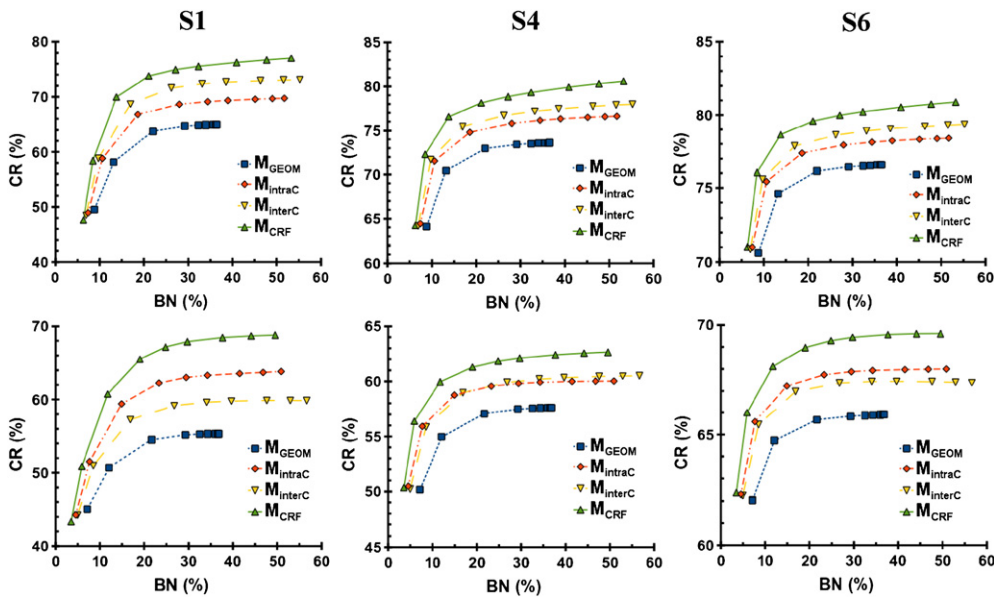 S1 S4 S6
80
70
60
50
40
CR (%)
0 10 20 30 40 50 60
BN (%)
M_GEOM
M_intraC
M_interC
M_CRF
85
80
75
70
65
60
CR (%)
0 10 20 30 40 50 60
BN (%)
M_GEOM
M_intraC
M_interC
M_CRF
85
80
75
70
CR (%)
0 10 20 30 40 50 60
BN (%)
M_GEOM
M_intraC
M_interC
M_CRF
70
60
50
40
CR (%)
0 10 20 30 40 50 60
BN (%)
M_GEOM
M_intraC
M_interC
M_CRF
65
60
55
50
45
CR (%)
0 10 20 30 40 50 60
BN (%)
M_GEOM
M_intraC
M_interC
M_CRF
70
65
60
CR (%)
0 10 20 30 40 50 60
BN (%)
M_GEOM
M_intraC
M_interC
M_CRF